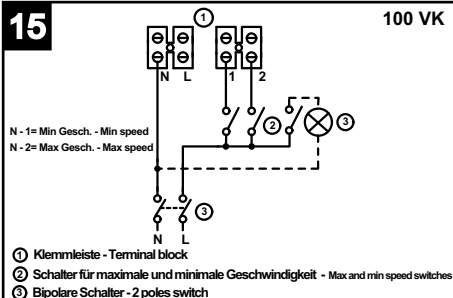 15
100 VK
1
N L
1 2
N - 1= Min Gesch. - Min speed
N - 2= Max Gesch. - Max speed
2
3
3
N L
1 Klemmleiste - Terminal block
2 Schalter für maximale und minimale Geschwindigkeit - Max and min speed switches
3 Bipolare Schalter - 2 poles switch